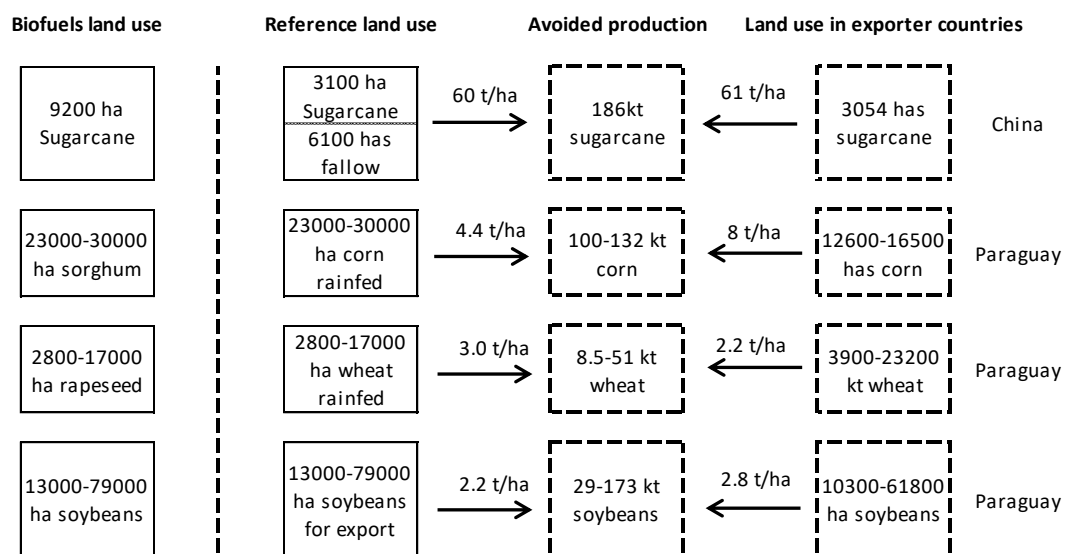 Biofuels land use
Reference land use
Avoided production
Land use in exporter countries
9200 ha
Sugarcane
3100 ha
Sugarcane
6100 has
fallow
60 t/ha
186kt
sugarcane
61 t/ha
3054 has
sugarcane
China
23000-30000
ha sorghum
23000-30000
ha corn
rainfed
4.4 t/ha
100-132 kt
corn
8 t/ha
12600-16500
has corn
Paraguay
2800-17000
ha rapeseed
2800-17000
ha wheat
rainfed
3.0 t/ha
8.5-51 kt
wheat
2.2 t/ha
3900-23200
kt wheat
Paraguay
13000-79000
ha soybeans
13000-79000
ha soybeans
for export
2.2 t/ha
29-173 kt
soybeans
2.8 t/ha
10300-61800
ha soybeans
Paraguay